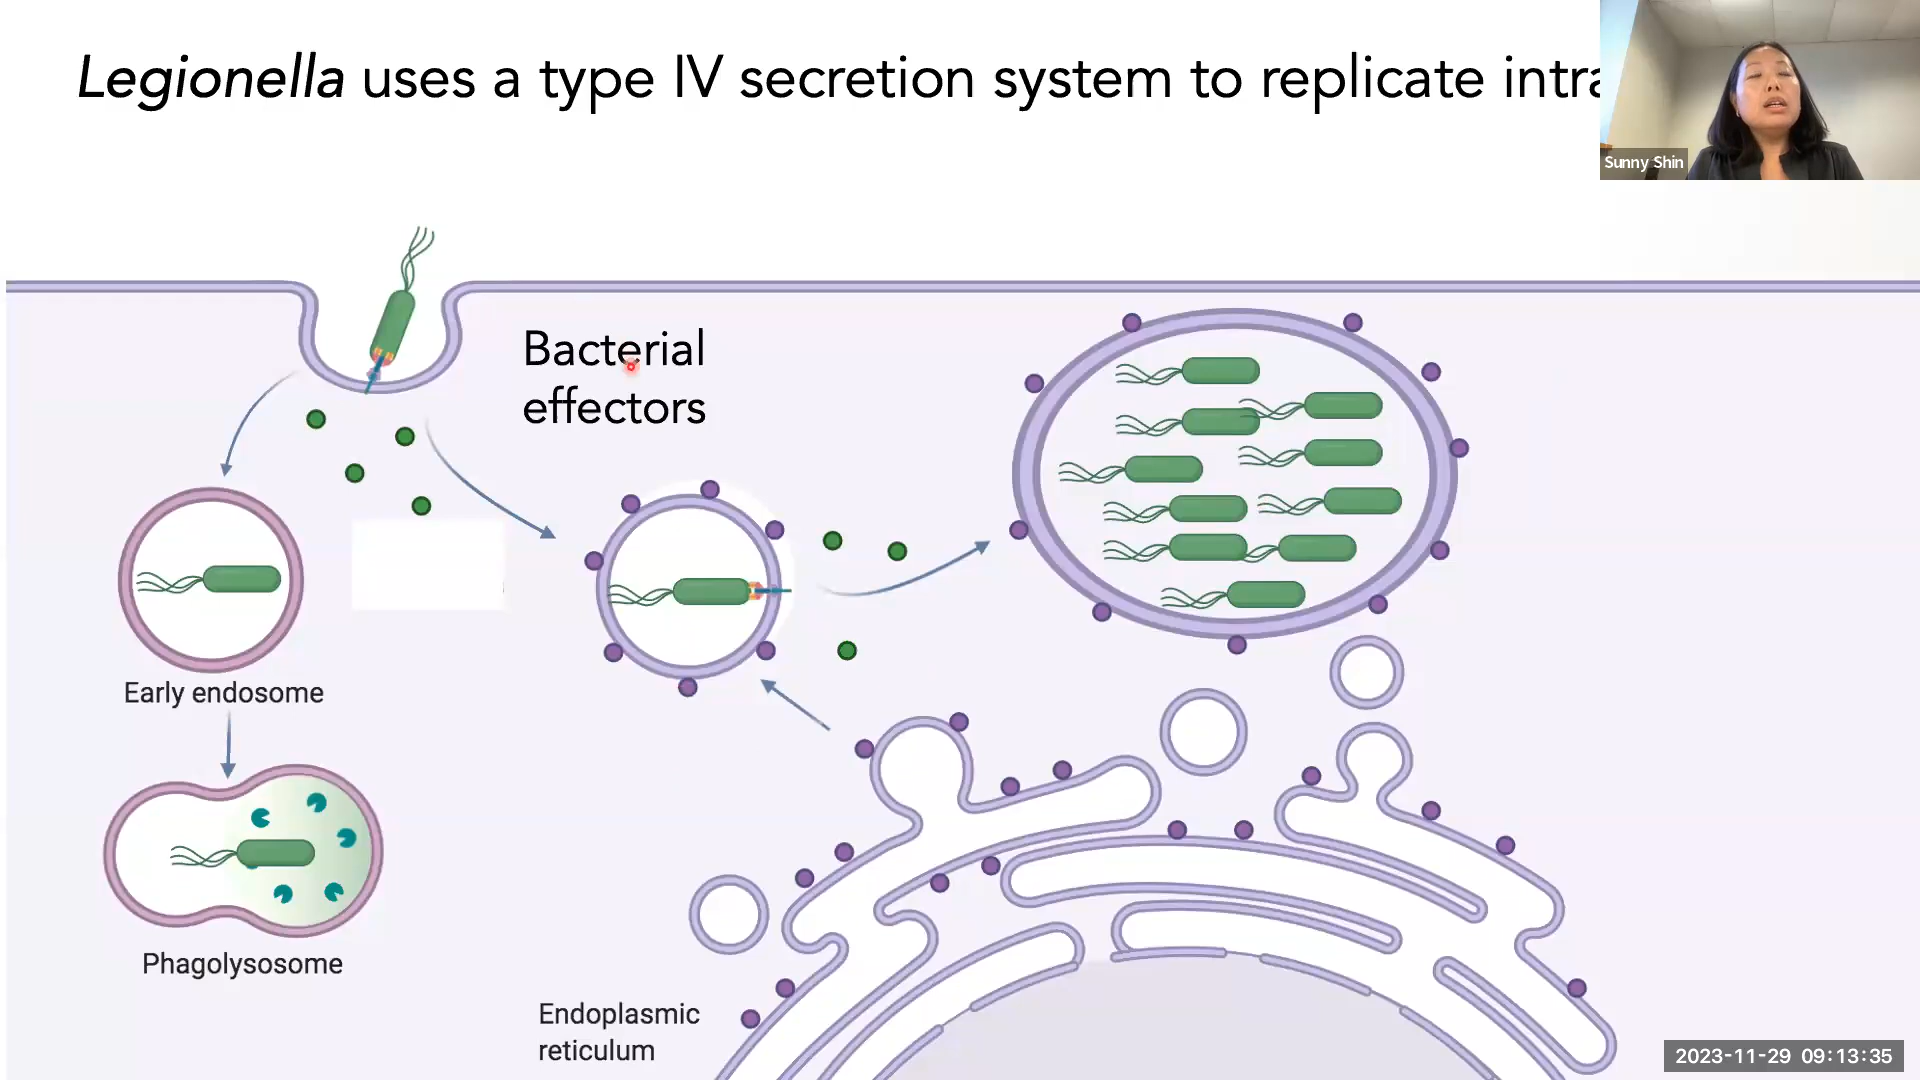 Legionella uses a type IV secretion system to replicate intra
Sunny Shin
Bacterial
effectors
Early endosome
Phagolysosome
Endoplasmic
reticulum
2023-11-29 09:13:35